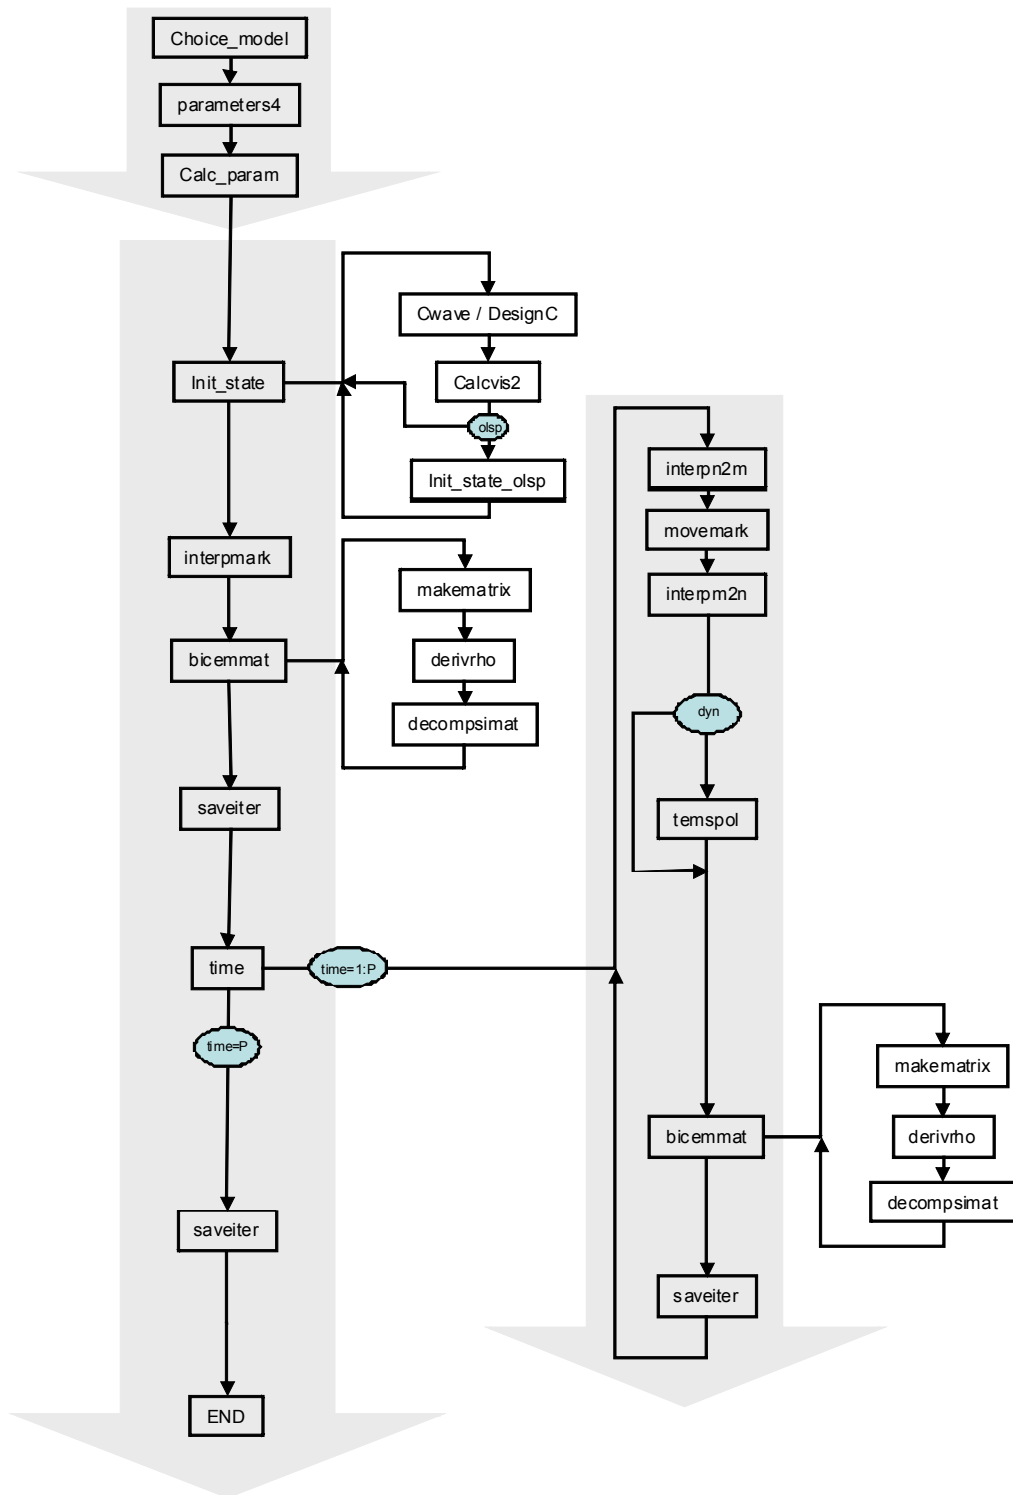 Choice_model
parameters4
Calc_param
Init_state
Cwave / DesignC
Calcvis2
olsp
Init_state_olsp
interpmark
bicemmat
makematrix
derivrho
decompsimat
saveiter
time
time=1:P
time=P
saveiter
END
interpn2m
movemark
interpm2n
dyn
temspol
bicemmat
makematrix
derivrho
decompsimat
saveiter